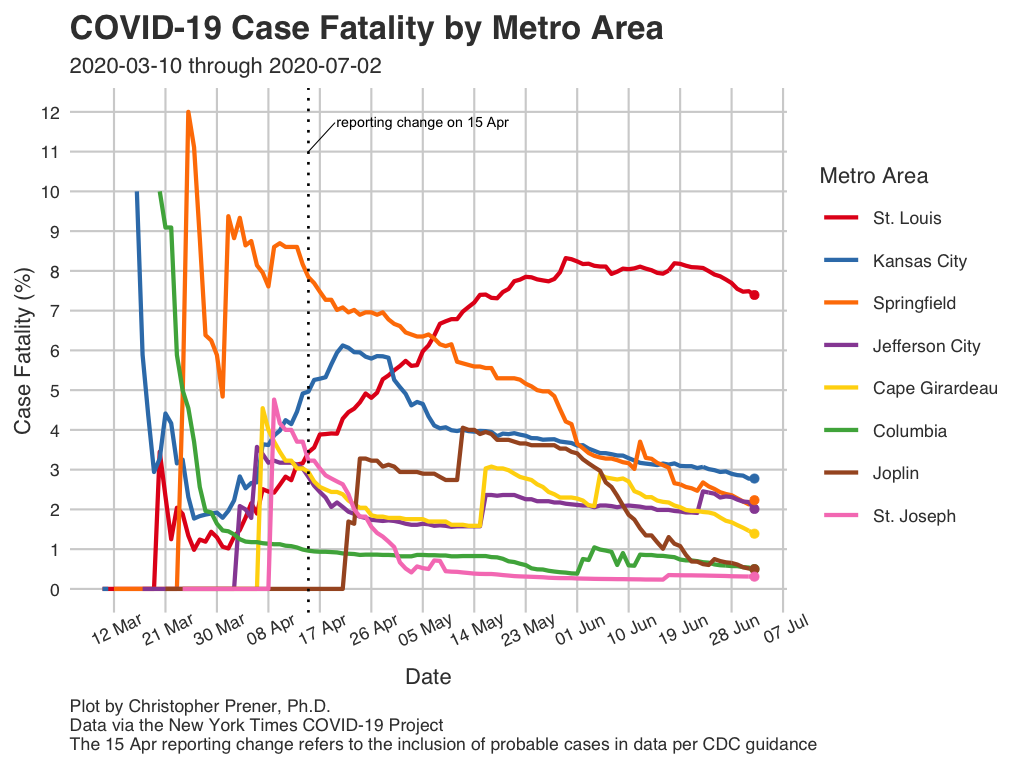 COVID-19 Case Fatality by Metro Area
2020-03-10 through 2020-07-02
reporting change on 15 Apr
12
11
10
9
8
7
6
5
4
3
2
1
0
Case Fatality (%)
12 Mar
21 Mar
30 Mar
08 Apr
17 Apr
26 Apr
05 May
14 May
23 May
01 Jun
10 Jun
19 Jun
28 Jun
07 Jul
Date
Metro Area
St. Louis
Kansas City
Springfield
Jefferson City
Cape Girardeau
Columbia
Joplin
St. Joseph
Plot by Christopher Prener, Ph.D.
Data via the New York Times COVID-19 Project
The 15 Apr reporting change refers to the inclusion of probable cases in data per CDC guidance